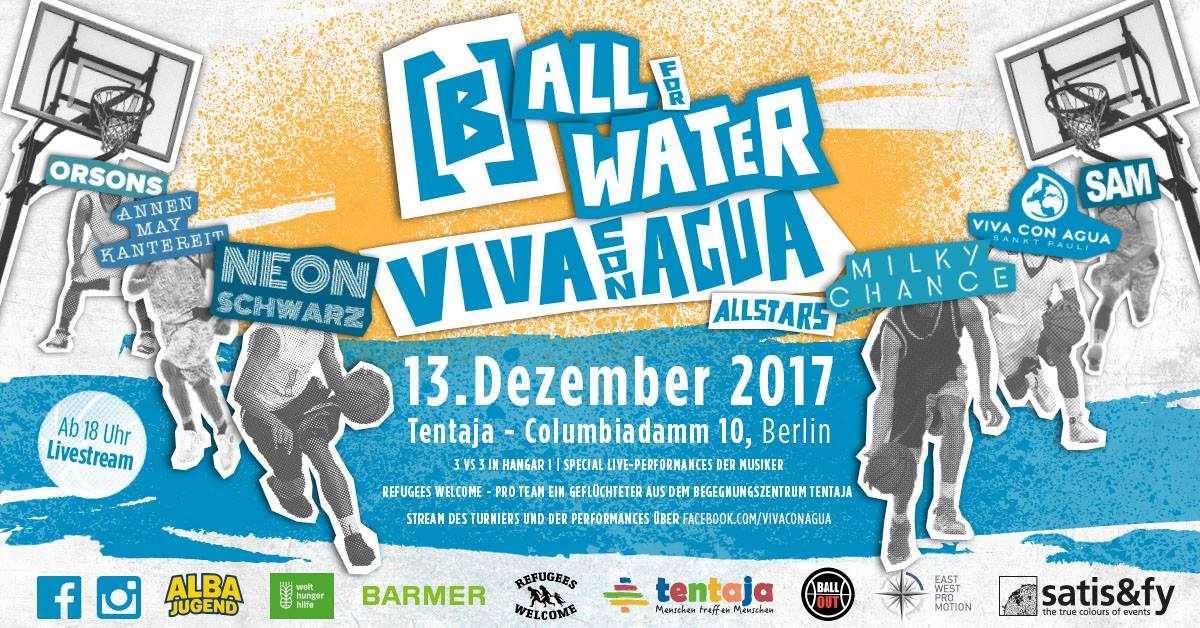 [B]ALL FOR
WATER
VIVA CON AGUA
ALLSTARS
ORSONS
ANNEN
MAY
KANTEREIT
NEON
SCHWARZ
MILKY
CHANCE
VIVA CON AGUA
SANKT PAULI
SAM
13.Dezember 2017
Tentaja - Columbiadamm 10, Berlin
3 VS 3 IN HANGAR 1 | SPECIAL LIVE-PERFORMANCES DER MUSIKER
REFUGEES WELCOME - PRO TEAM EIN GEFLÜCHTETER AUS DEM BEGEGNUNGSZENTRUM TENTAJA
STREAM DES TURNIERS UND DER PERFORMANCES ÜBER FACEBOOK.COM/VIVACONAGUA
Ab 18 Uhr
Livestream
f
ALBA
JUGEND
welt
hunger
hilfe
BARMER
REFUGEES
WELCOME
tentaja
Menschen treffen Menschen
BALL
OUT
EAST
WEST
PRO
MOTION
satis&fy
the true colours of events